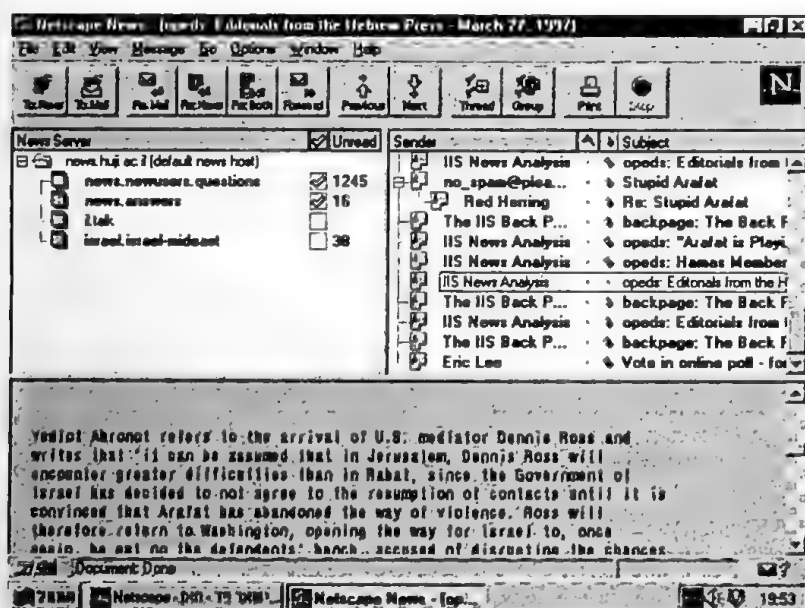 Netscape News - [opeds: Editorials from the Hebrew Press - March 27, 1997]
File Edit View Message Go Options Window Help
To:News To:Mail Re:Mail Re:News Re:Both Forward Previous Next Thread Group Print Stop
N
News Server Unread
news.huji.ac.il (default news host)
news.newusers.questions 1245
news.answers 16
israel.israel-mideast 38
Sender Subject
IIS News Analysis opeds: Editorials from
no_spam@plea... Stupid Arafat
Red Herring Re: Stupid Arafat
The IIS Back P... backpage: The Back F
IIS News Analysis opeds: "Arafat is Playi
IIS News Analysis opeds: Hamas Member
IIS News Analysis opeds: Editorials from the H
The IIS Back P... backpage: The Back F
IIS News Analysis opeds: Editorials from
The IIS Back P... backpage: The Back F
Eric Lee Vote in online poll - for
Yediot Ahronot refers to the arrival of U.S. mediator Dennis Ross and
writes that "it can be assumed that in Jerusalem, Dennis Ross will
encounter greater difficulties than in Rabat, since the Government of
Israel has decided to not agree to the resumption of contacts until it is
convinced that Arafat has abandoned the way of violence. Ross will
therefore return to Washington, opening the way for Israel to, once
again, be put on the defendants' bench, accused of disrupting the chances
Document: Done
Netscape News - [op...
19:53